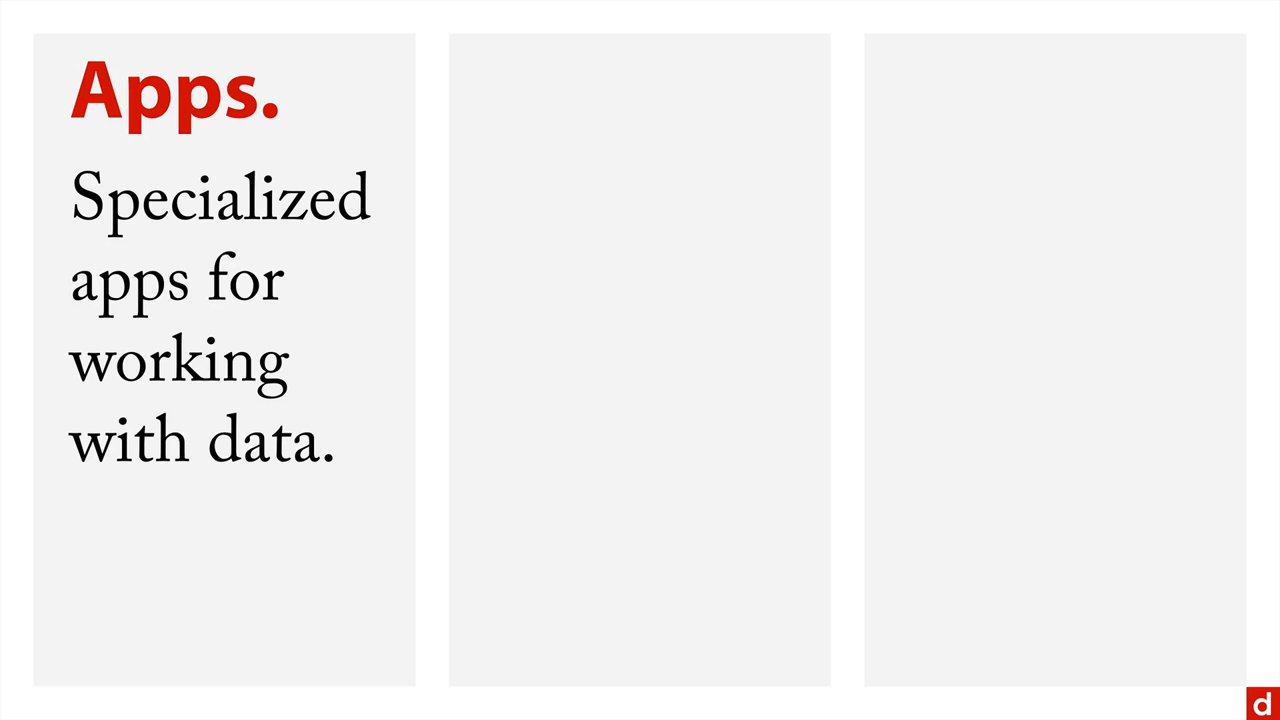 Apps.
Specialized
apps for
working
with data.
d